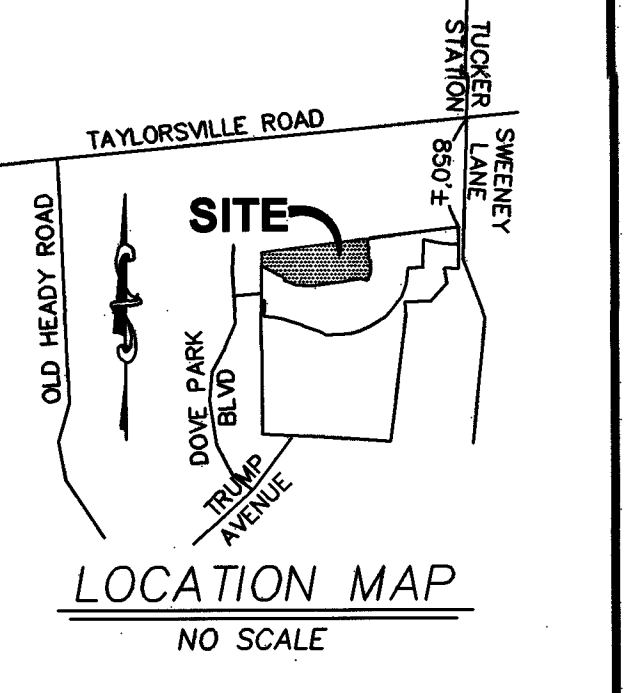 TUCKER
STATION
TAYLORSVILLE ROAD
SWEENEY
LANE
850'±
SITE
OLD HEADY ROAD
DOVE PARK
BLVD
TRUMP
AVENUE
LOCATION MAP
NO SCALE